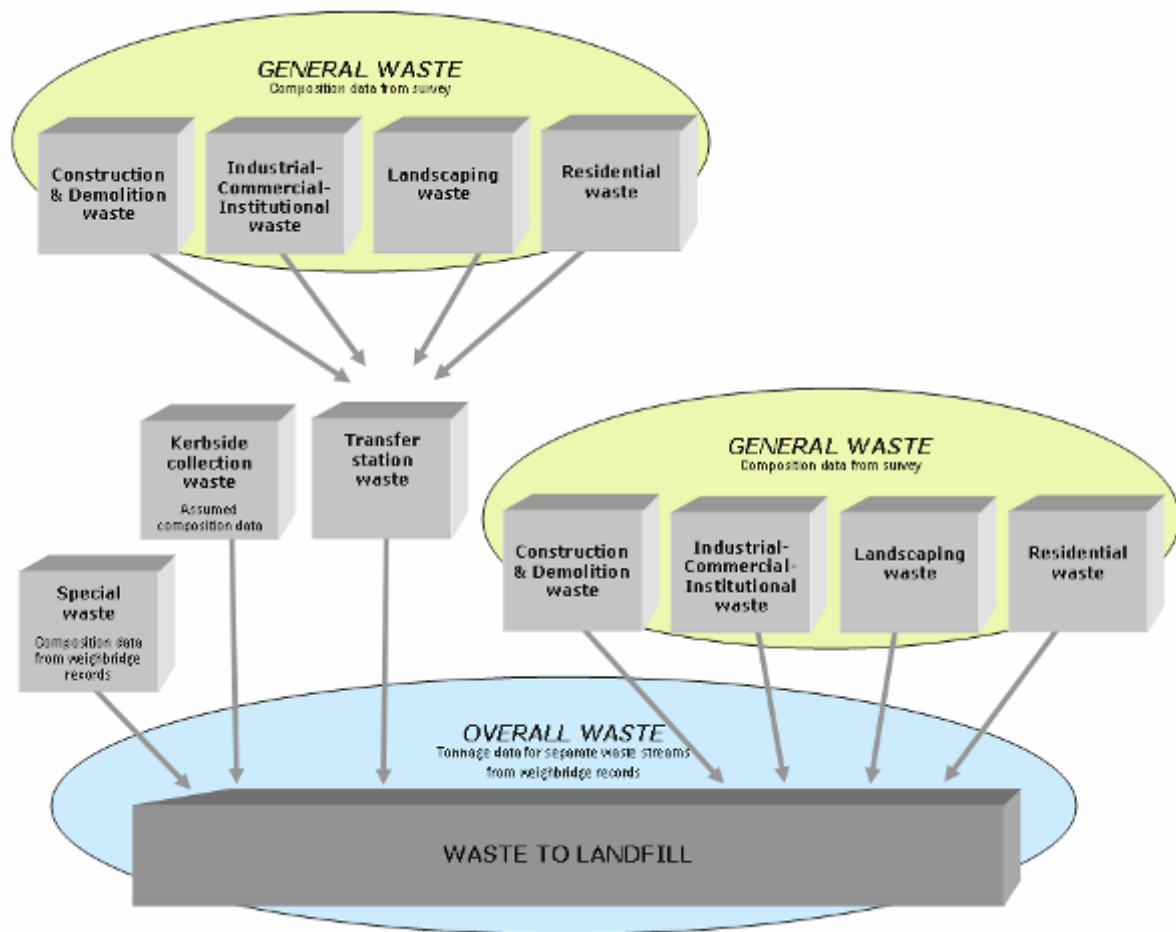 GENERAL WASTE
Composition data from survey
Construction
& Demolition
waste
Industrial-
Commercial-
Institutional
waste
Landscaping
waste
Residential
waste
Kerbside
collection
waste
Assumed
composition data
Transfer
station
waste
GENERAL WASTE
Composition data from survey
Construction
& Demolition
waste
Industrial-
Commercial-
Institutional
waste
Landscaping
waste
Residential
waste
Special
waste
Composition data
from weighbridge
records
OVERALL WASTE
Tonnage data for separate waste streams
from weighbridge records
WASTE TO LANDFILL